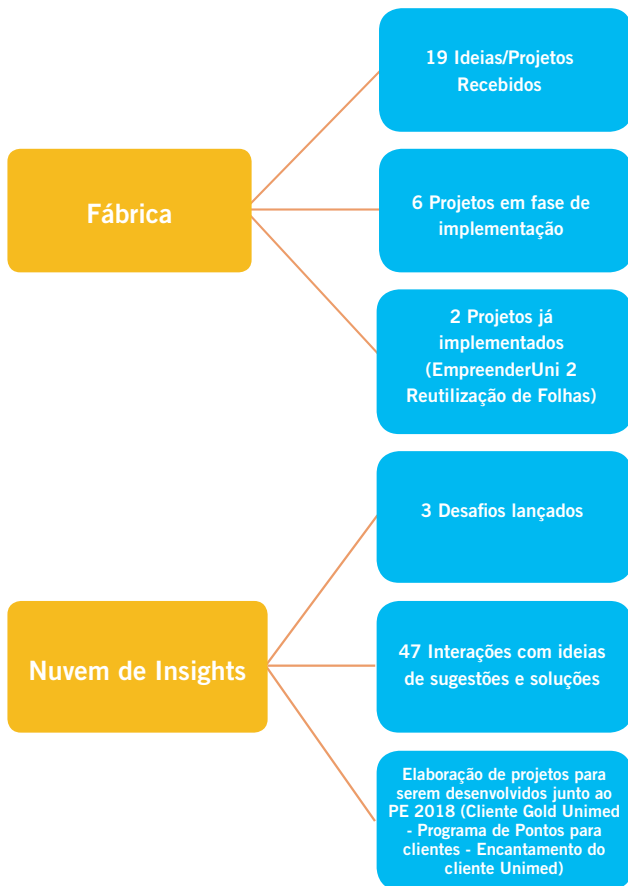 Fábrica
19 Ideias/Projetos
Recebidos
6 Projetos em fase de
implementação
2 Projetos já
implementados
(EmpreenderUni 2
Reutilização de Folhas)
Nuvem de Insights
3 Desafios lançados
47 Interações com ideias
de sugestões e soluções
Elaboração de projetos para
serem desenvolvidos junto ao
PE 2018 (Cliente Gold Unimed
- Programa de Pontos para
clientes - Encantamento do
cliente Unimed)